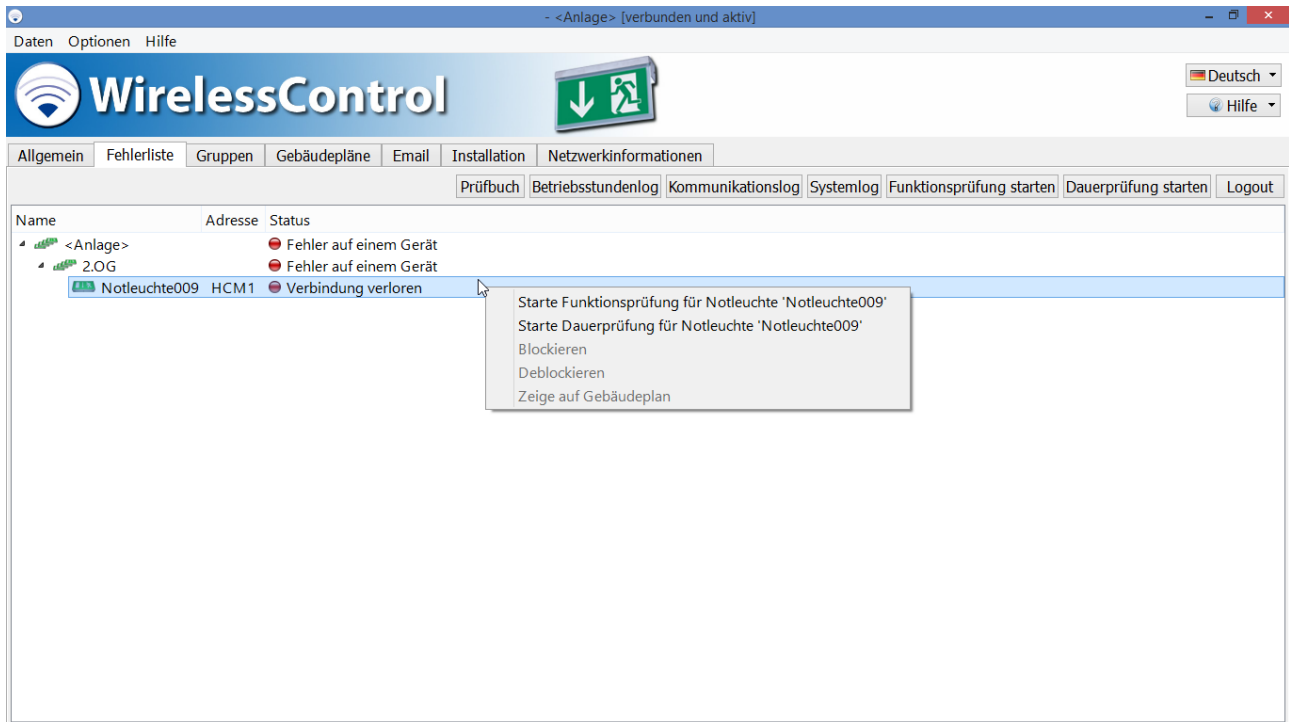 - <Anlage> [verbunden und aktiv]
Daten Optionen Hilfe
WirelessControl
Deutsch
Hilfe
Allgemein Fehlerliste Gruppen Gebäudepläne Email Installation Netzwerkinformationen
Prüfbuch Betriebsstundenlog Kommunikationslog Systemlog Funktionsprüfung starten Dauerprüfung starten Logout
Name Adresse Status
<Anlage> Fehler auf einem Gerät
2.OG Fehler auf einem Gerät
Notleuchte009 HCM1 Verbindung verloren
Starte Funktionsprüfung für Notleuchte 'Notleuchte009'
Starte Dauerprüfung für Notleuchte 'Notleuchte009'
Blockieren
Deblockieren
Zeige auf Gebäudeplan